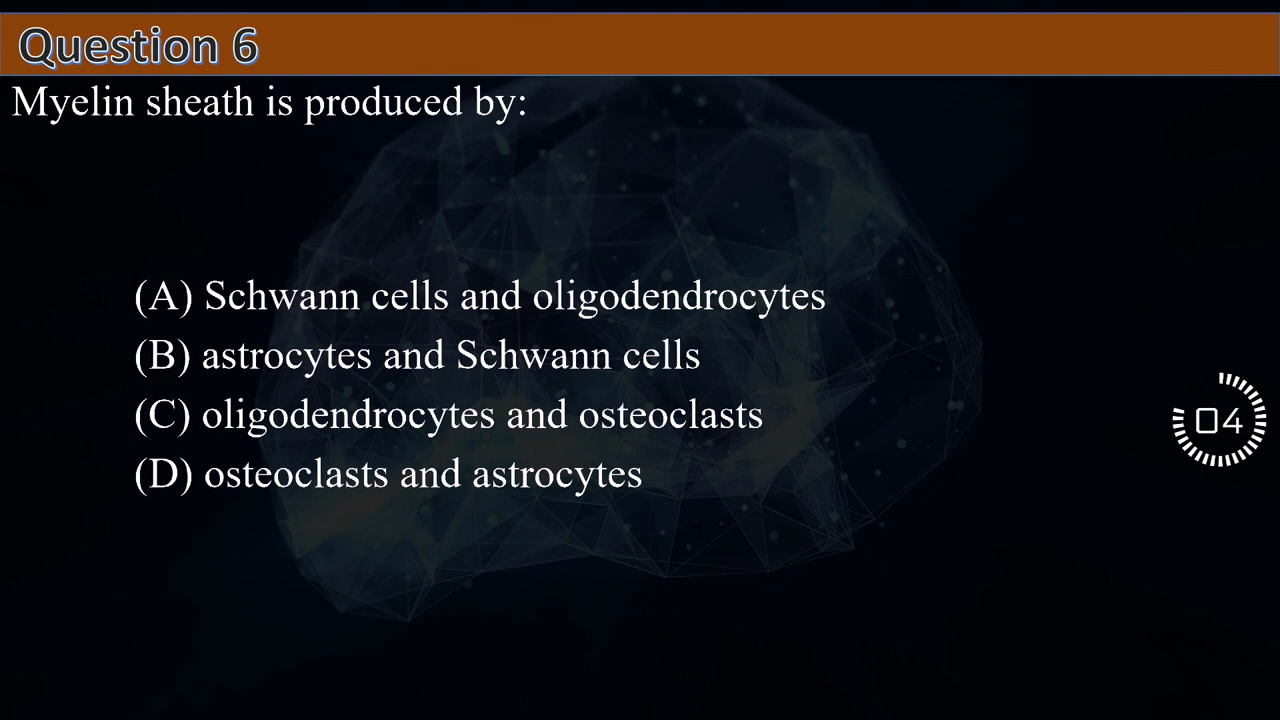 Question 6
Myelin sheath is produced by:
(A) Schwann cells and oligodendrocytes
(B) astrocytes and Schwann cells
(C) oligodendrocytes and osteoclasts
04
(D) osteoclasts and astrocytes